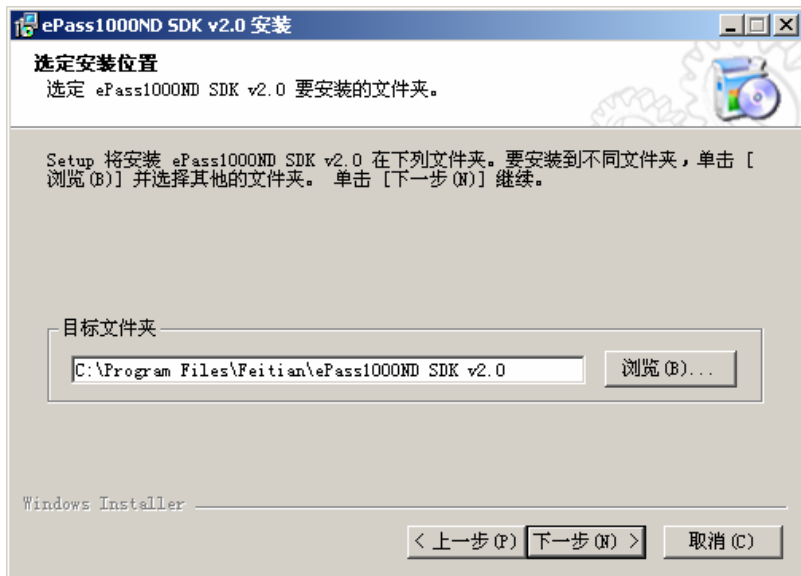 ePass1000ND SDK v2.0 安装
选定安装位置
选定 ePass1000ND SDK v2.0 要安装的文件夹。
Setup 将安装 ePass1000ND SDK v2.0 在下列文件夹。要安装到不同文件夹，单击 [
浏览(B)] 并选择其他的文件夹。 单击 [下一步(N)] 继续。
目标文件夹
C:\Program Files\Feitian\ePass1000ND SDK v2.0
浏览(B)...
Windows Installer
< 上一步(P)
下一步(N) >
取消(C)